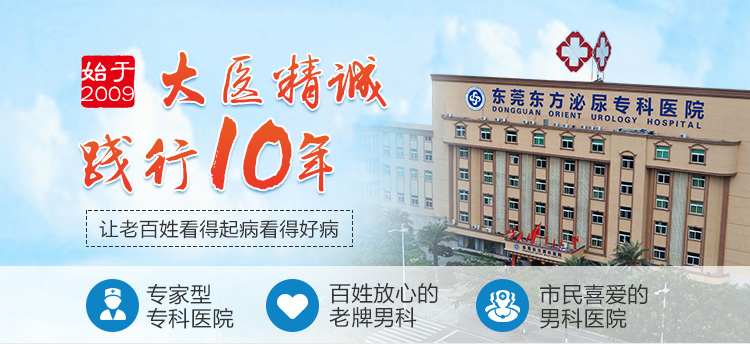 始于
2009
大医精诚
践行10年
让老百姓看得起病看得好病
东莞东方泌尿专科医院
DONGGUAN ORIENT UROLOGY HOSPITAL
专家型
专科医院
百姓放心的
老牌男科
市民喜爱的
男科医院